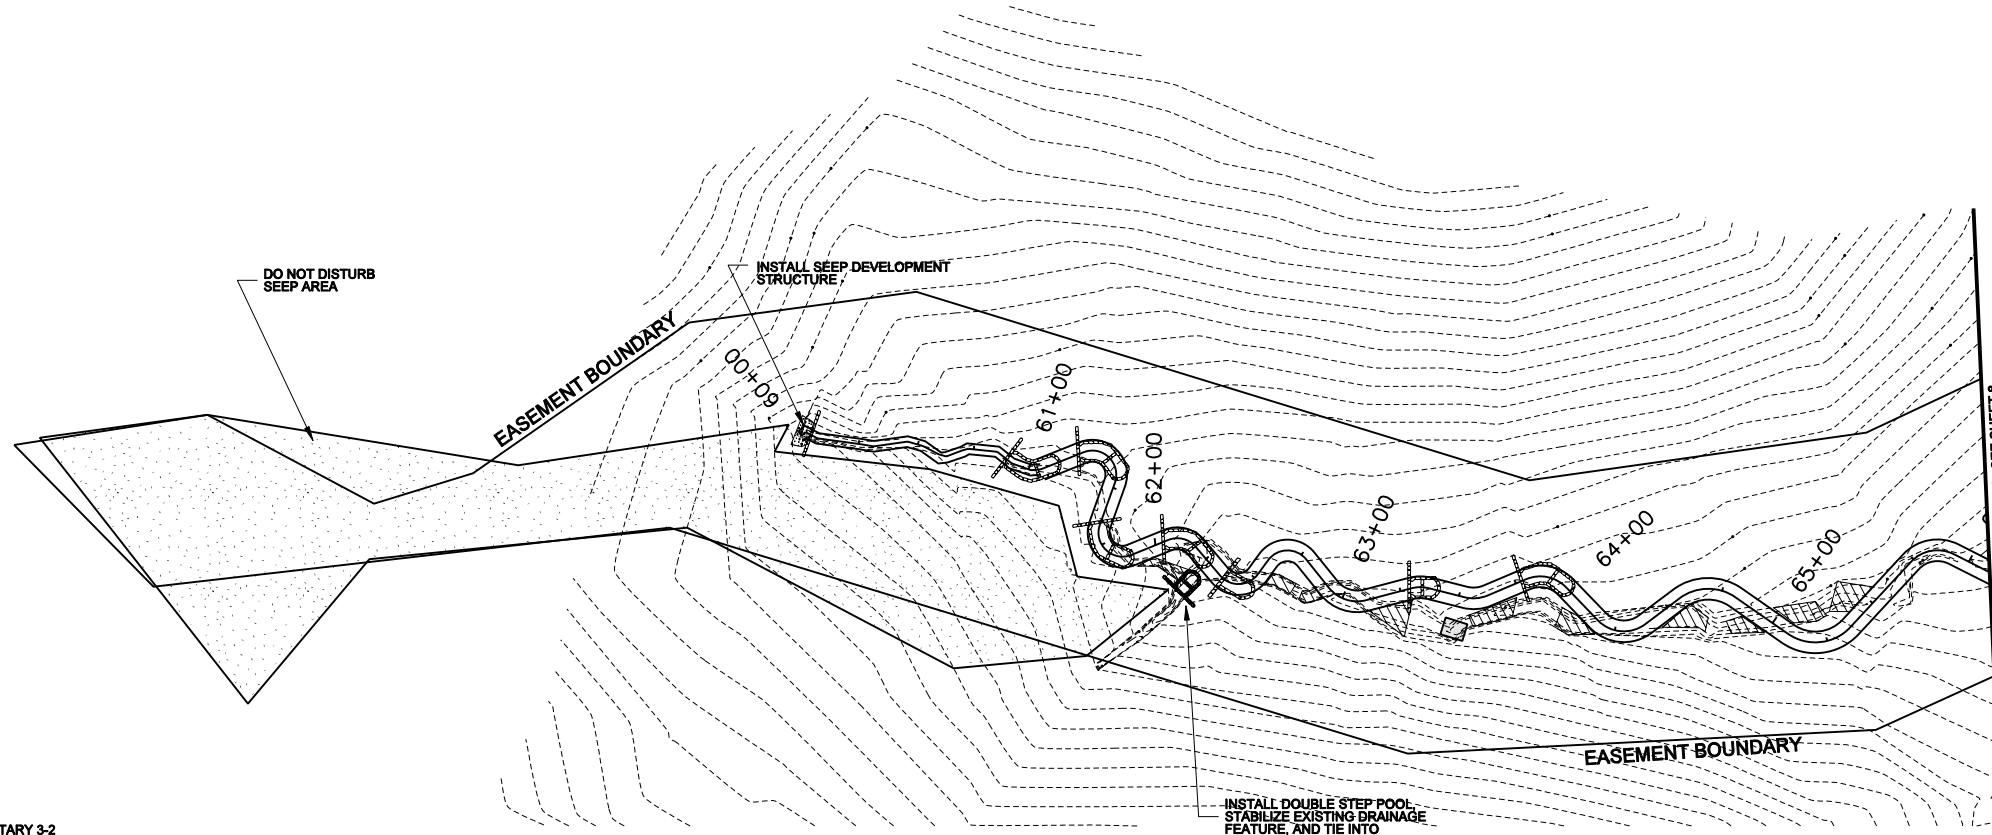 DO NOT DISTURB
SEEP AREA
INSTALL SEEP DEVELOPMENT
STRUCTURE
EASEMENT BOUNDARY
60+00
61+00
62+00
63+00
64+00
65+00
EASEMENT BOUNDARY
INSTALL DOUBLE STEP POOL,
STABILIZE EXISTING DRAINAGE
FEATURE, AND TIE INTO
TARY 3-2